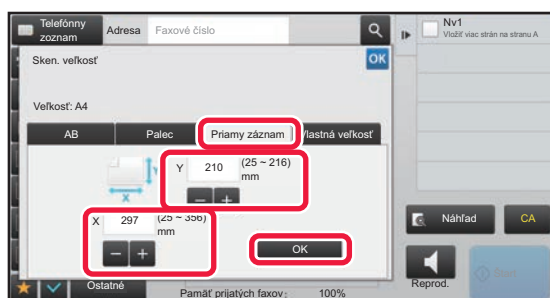 Telefónny
zoznam
Adresa
Faxové číslo
Nv1
Vložiť viac strán na stranu A
Sken. veľkosť
OK
Veľkosť: A4
AB
Palec
Priamy záznam
Vlastná veľkosť
Y
Y
210
(25 ~ 216)
mm
X
X
297
(25 ~ 356)
mm
OK
Náhľad
CA
Ostatné
Pamäť prijatých faxov:
100%
Reprod.
Štart